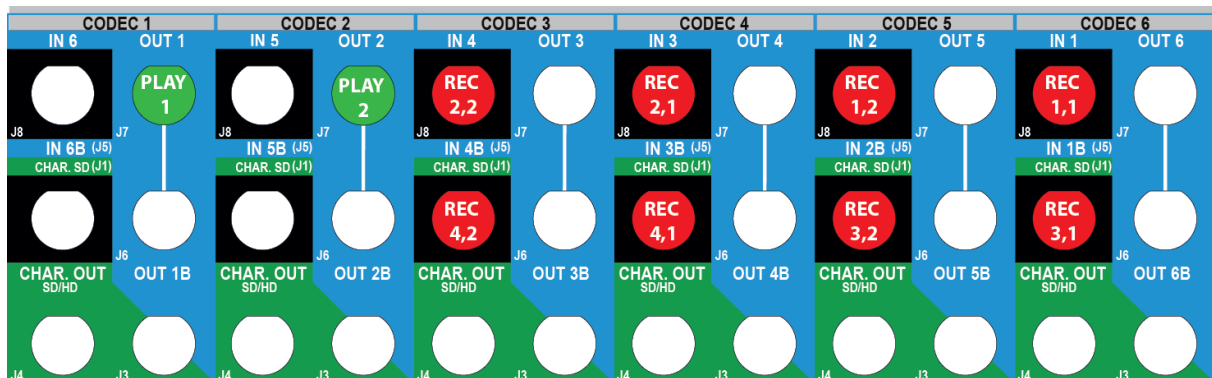 CODEC 1 CODEC 2 CODEC 3 CODEC 4 CODEC 5 CODEC 6
IN 6 OUT 1 IN 5 OUT 2 IN 4 OUT 3 IN 3 OUT 4 IN 2 OUT 5 IN 1 OUT 6
PLAY PLAY REC REC REC REC
1 2 2,2 2,1 1,2 1,1
J8 J7 J8 J7 J8 J7 J8 J7 J8 J7 J8 J7
IN 6B (J5) IN 5B (J5) IN 4B (J5) IN 3B (J5) IN 2B (J5) IN 1B (J5)
CHAR. SD (J1) CHAR. SD (J1) CHAR. SD (J1) CHAR. SD (J1) CHAR. SD (J1) CHAR. SD (J1)
REC REC REC REC
4,2 4,1 3,2 3,1
J6 J6 J6 J6 J6 J6
CHAR. OUT OUT 1B CHAR. OUT OUT 2B CHAR. OUT OUT 3B CHAR. OUT OUT 4B CHAR. OUT OUT 5B CHAR. OUT OUT 6B
SD/HD SD/HD SD/HD SD/HD SD/HD SD/HD
J4 J3 J4 J3 J4 J3 J4 J3 J4 J3 J4 J3